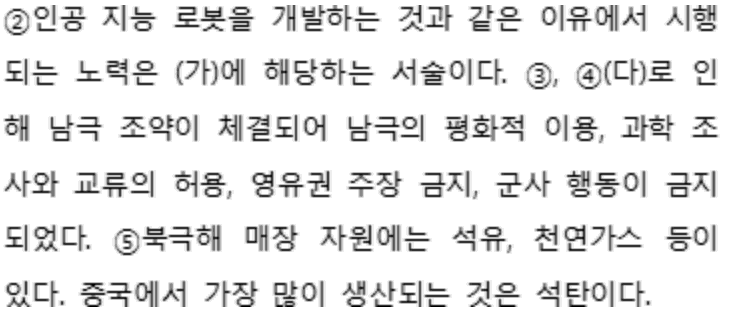 ②인공 지능 로봇을 개발하는 것과 같은 이유에서 시행
되는 노력은 (가)에 해당하는 서술이다. ③, ④(다)로 인
해 남극 조약이 체결되어 남극의 평화적 이용, 과학 조
사와 교류의 허용, 영유권 주장 금지, 군사 행동이 금지
되었다. ⑤북극해 매장 자원에는 석유, 천연가스 등이
있다. 중국에서 가장 많이 생산되는 것은 석탄이다.